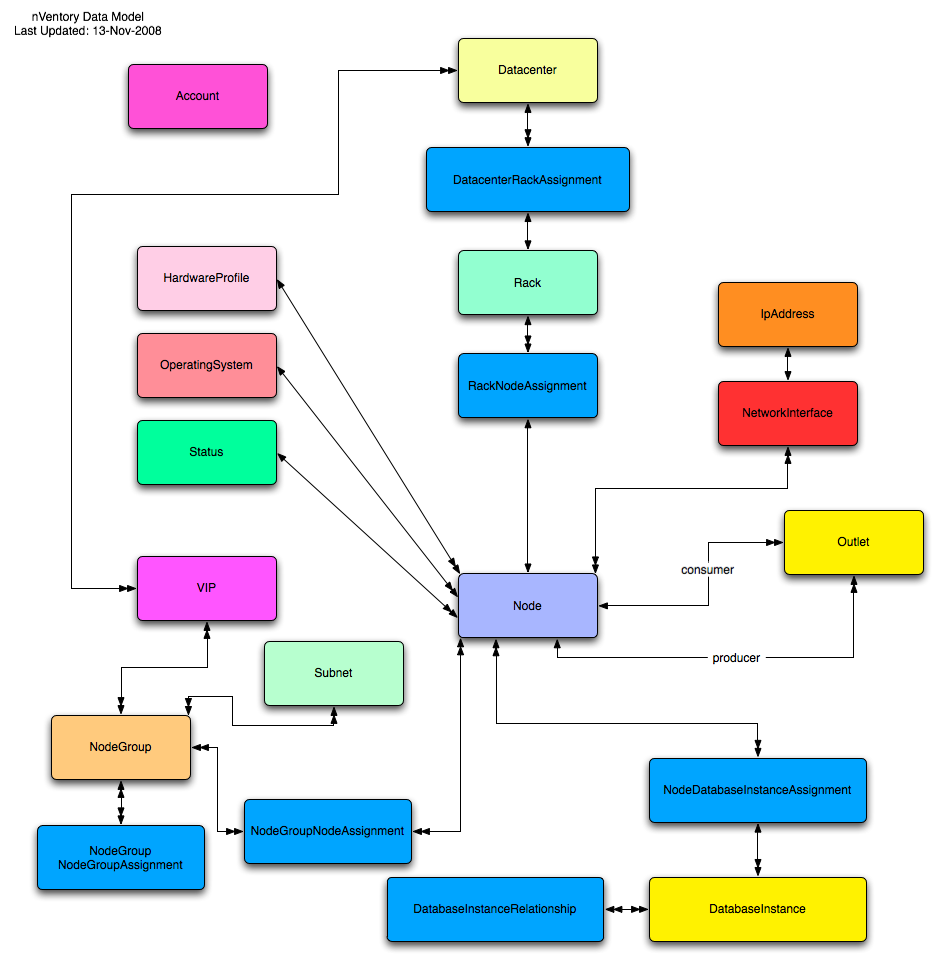 nVentory Data Model
Last Updated: 13-Nov-2008
Datacenter
Account
DatacenterRackAssignment
HardwareProfile
Rack
IpAddress
OperatingSystem
RackNodeAssignment
NetworkInterface
Status
Outlet
consumer
VIP
Node
producer
Subnet
NodeGroup
NodeDatabaseInstanceAssignment
NodeGroupNodeAssignment
NodeGroup
NodeGroupAssignment
DatabaseInstanceRelationship
DatabaseInstance